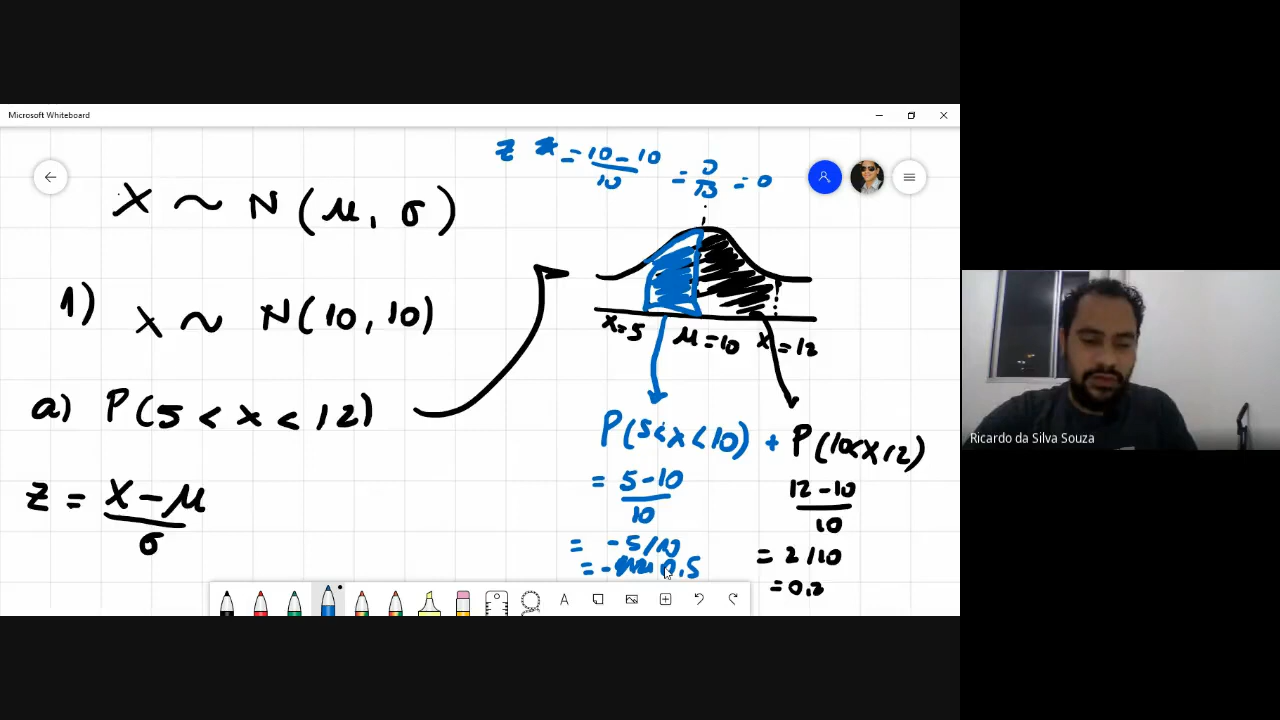 Microsoft Whiteboard
X ~ N(μ, σ)
1) X ~ N(10, 10)
a) P(5 < x < 12)
z = X - μ / σ
z = 10 - 10 / 10 = 0 / 10 = 0
x=5 μ=10 x=12
P(5<x<10) + P(10<x<12)
= 5-10 / 10
= -5/10
= - 0.5
12-10 / 10
= 2/10
= 0.2
Ricardo da Silva Souza